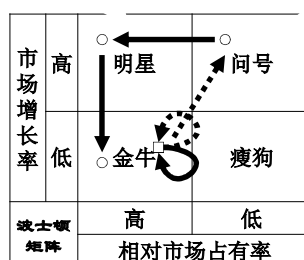 市场增长率
高
明星
问号
低
金牛
瘦狗
波士顿
矩阵
高
低
相对市场占有率